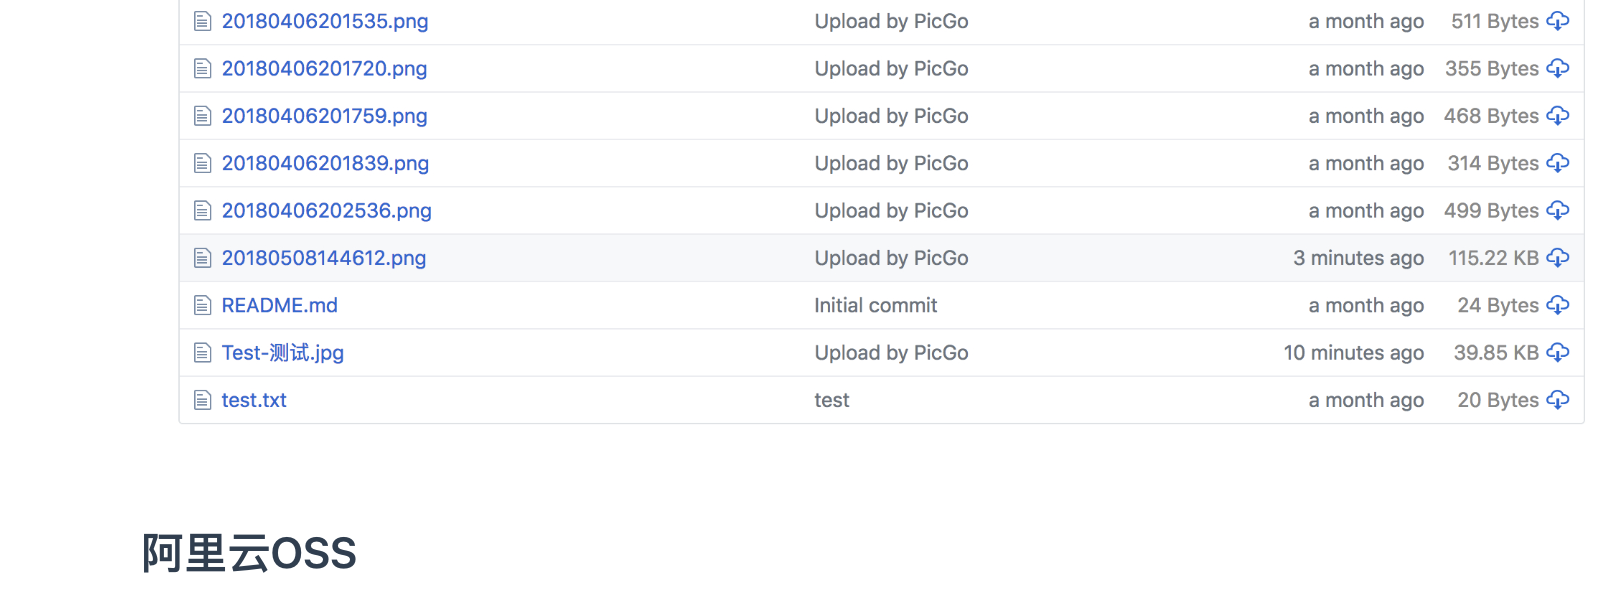 20180406201535.png Upload by PicGo a month ago 511 Bytes
20180406201720.png Upload by PicGo a month ago 355 Bytes
20180406201759.png Upload by PicGo a month ago 468 Bytes
20180406201839.png Upload by PicGo a month ago 314 Bytes
20180406202536.png Upload by PicGo a month ago 499 Bytes
20180508144612.png Upload by PicGo 3 minutes ago 115.22 KB
README.md Initial commit a month ago 24 Bytes
Test-测试.jpg Upload by PicGo 10 minutes ago 39.85 KB
test.txt test a month ago 20 Bytes
阿里云OSS